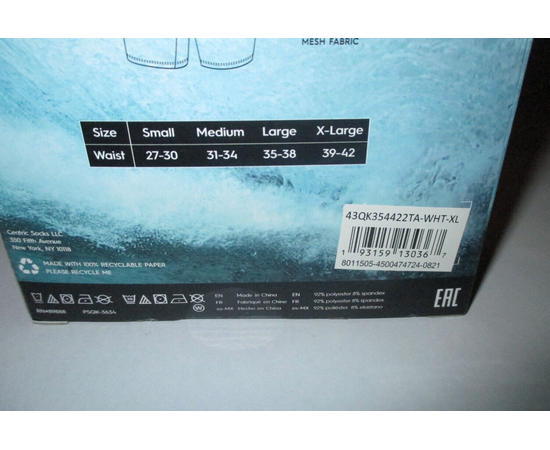 MESH FABRIC
Size Small Medium Large X-Large
Waist 27-30 31-34 35-38 39-42
43QK354422TA-WHT-XL
1 93159 13036 7
8011505-4500474724-0821
Centric Socks LLC
350 Fifth Avenue
New York, NY 10118
MADE WITH 100% RECYCLABLE PAPER
PLEASE RECYCLE ME
EN Made in China EN 92% polyester 8% spandex
FR Fabriqué en Chine FR 92% polyester 8% spandex
es-MX Hecho en China es-MX 92% poliéster 8% elastano
PSQK-3634
W
EAC